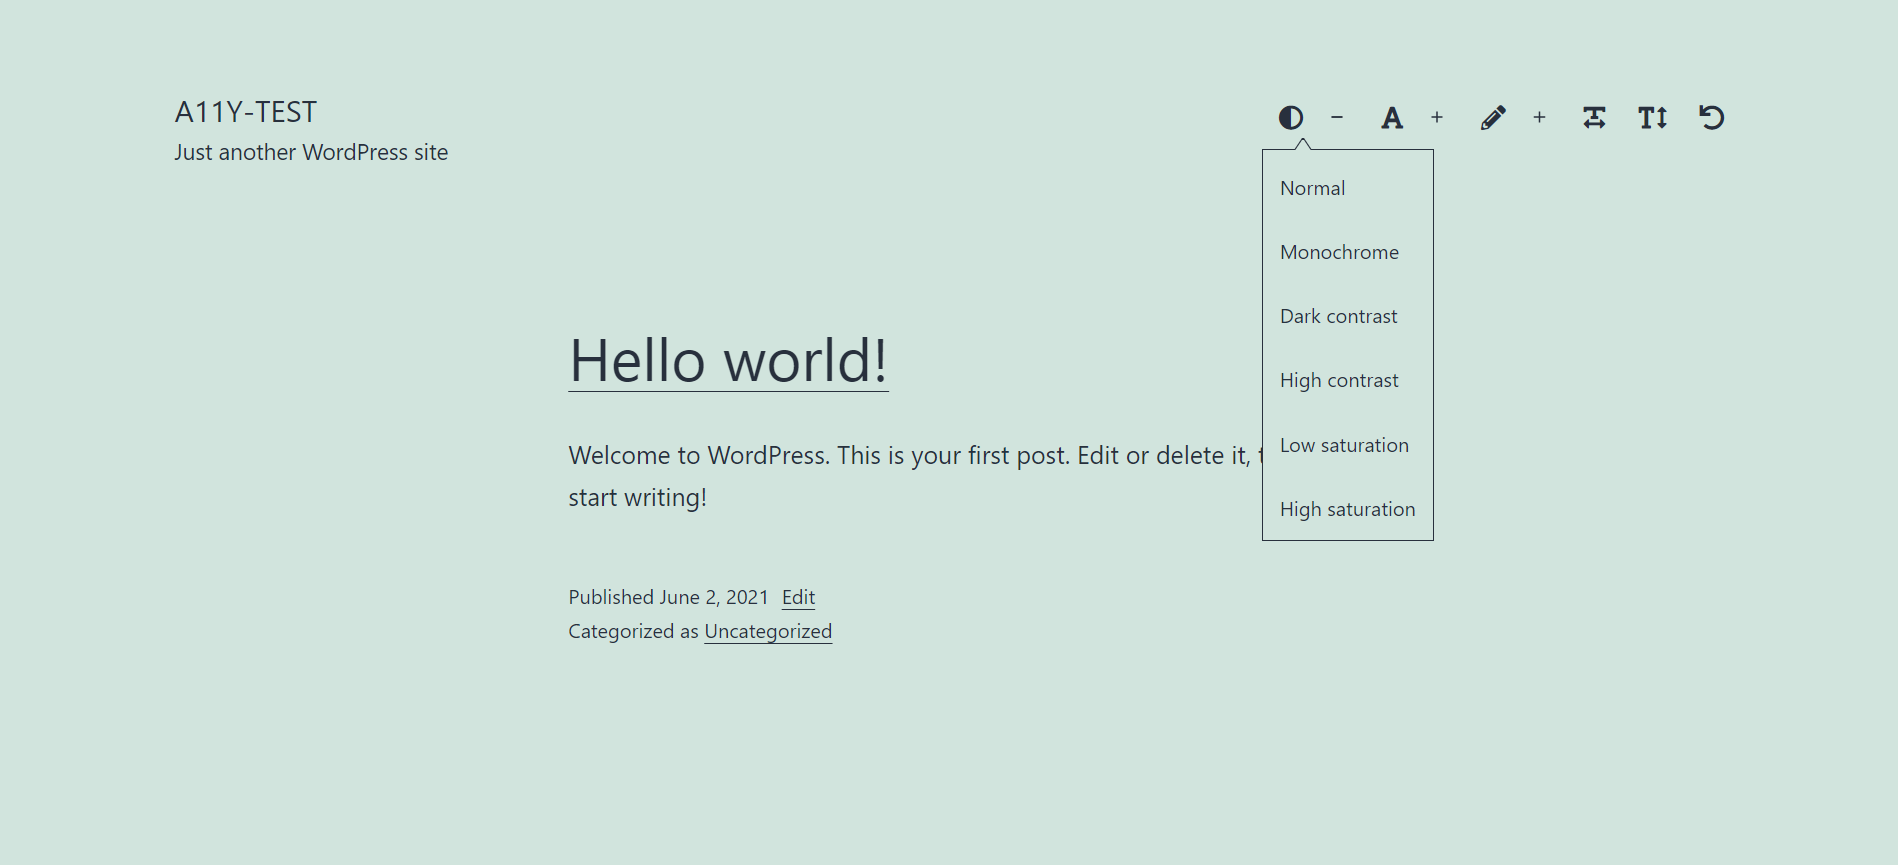 A11Y-TEST
Just another WordPress site
− A + + T T
Normal
Monochrome
Dark contrast
High contrast
Low saturation
High saturation
Hello world!
Welcome to WordPress. This is your first post. Edit or delete it,
start writing!
Published June 2, 2021 Edit
Categorized as Uncategorized